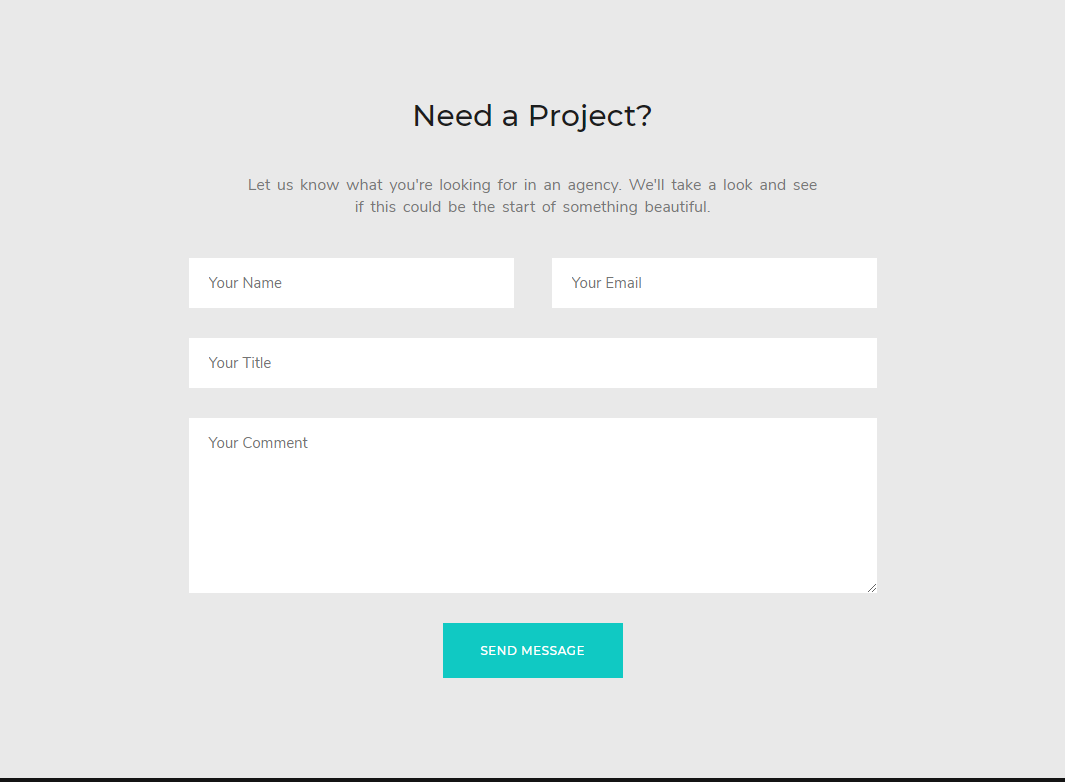 Need a Project?
Let us know what you're looking for in an agency. We'll take a look and see
if this could be the start of something beautiful.
Your Name
Your Email
Your Title
Your Comment
SEND MESSAGE